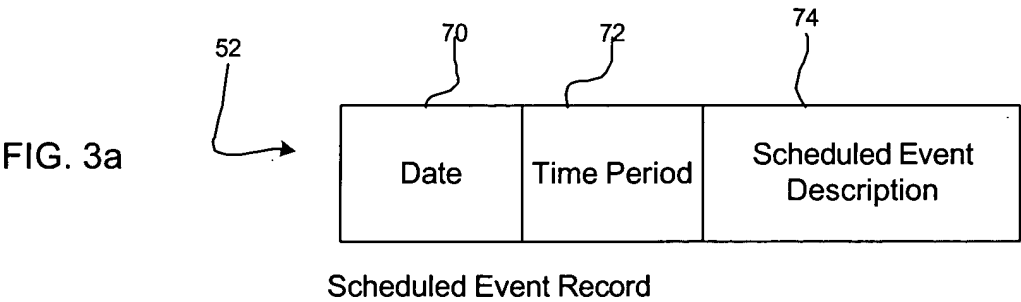 70
72
74
52
FIG. 3a
Date
Time Period
Scheduled Event
Description
Scheduled Event Record